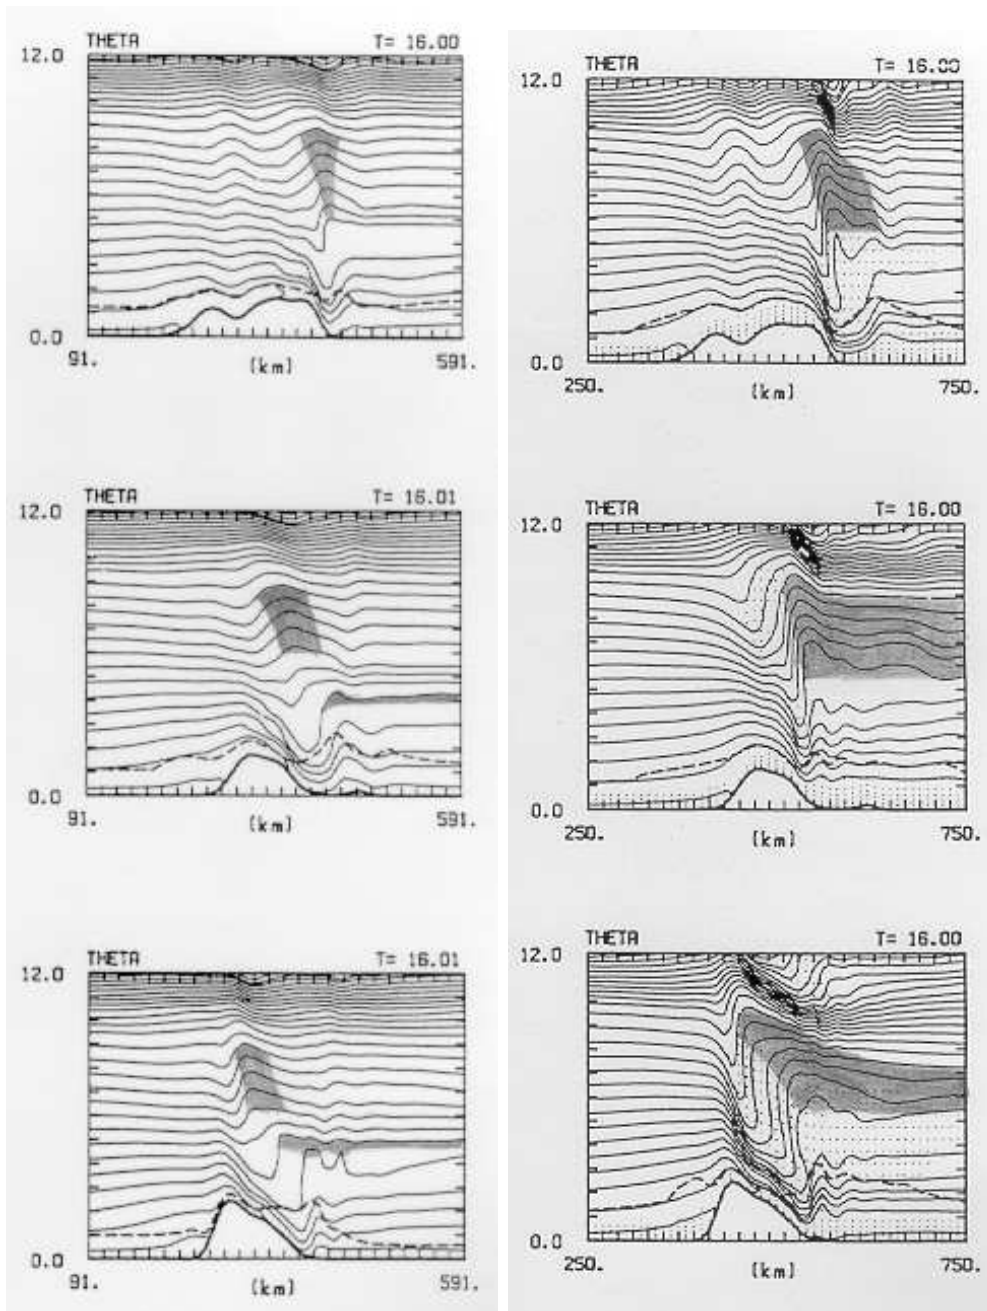 THETA T= 16.00
12.0
0.0
91. (km) 591.
THETA T= 16.00
12.0
0.0
250. (km) 750.
THETA T= 16.01
12.0
0.0
91. (km) 591.
THETA T= 16.00
12.0
0.0
250. (km) 750.
THETA T= 16.01
12.0
0.0
91. (km) 591.
THETA T= 16.00
12.0
0.0
250. (km) 750.